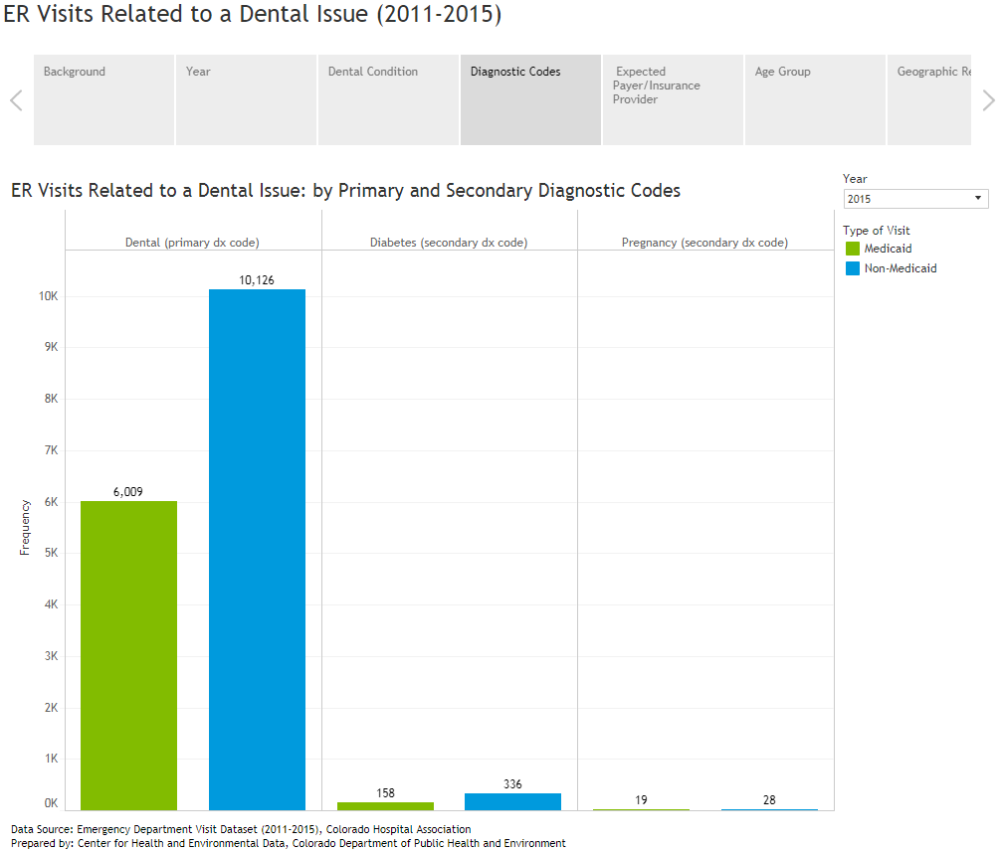 ER Visits Related to a Dental Issue (2011-2015)
Background
Year
Dental Condition
Diagnostic Codes
Expected
Payer/Insurance
Provider
Age Group
Geographic Re
ER Visits Related to a Dental Issue: by Primary and Secondary Diagnostic Codes
Year
2015
Type of Visit
Medicaid
Non-Medicaid
Dental (primary dx code)
Diabetes (secondary dx code)
Pregnancy (secondary dx code)
Frequency
10K
9K
8K
7K
6K
5K
4K
3K
2K
1K
0K
6,009
10,126
158
336
19
28
Data Source: Emergency Department Visit Dataset (2011-2015), Colorado Hospital Association
Prepared by: Center for Health and Environmental Data, Colorado Department of Public Health and Environment